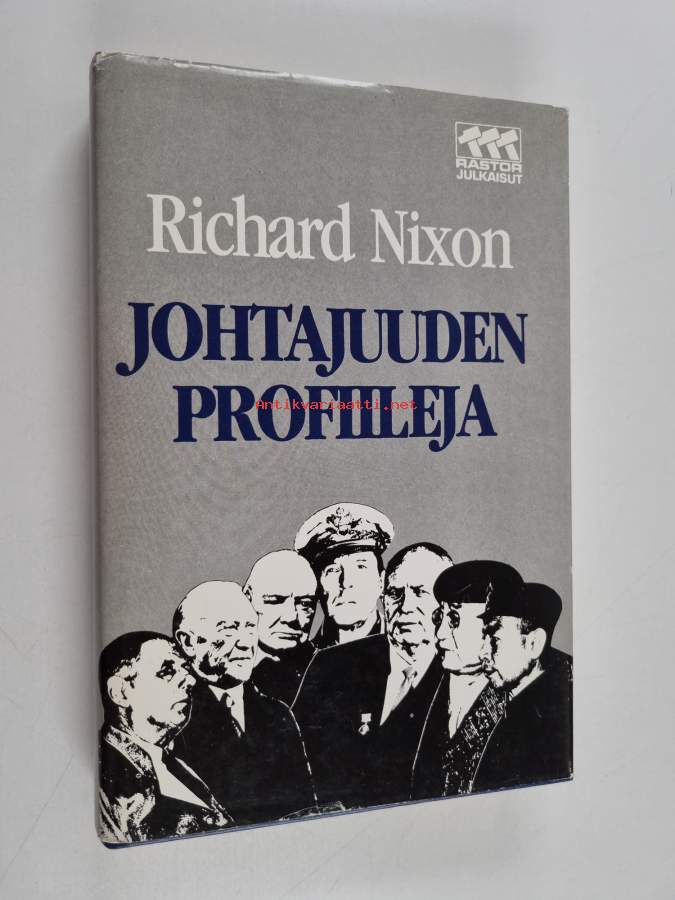 RASTOR
JULKAISUT
Richard Nixon
JOHTAJUUDEN
PROFIILEJA
Antikvariaatti.net